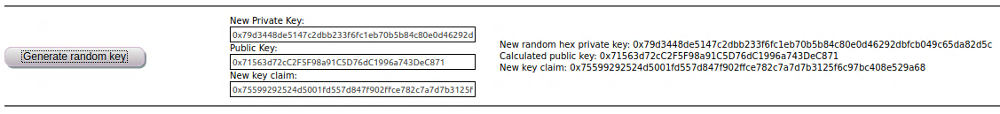 Generate random key
New Private Key:
0x79d3448de5147c2dbb233f6fc1eb70b5b84c80e0d46292d
Public Key:
0x71563d72cC2F5F98a91C5D76dC1996a743DeC871
New key claim:
0x75599292524d5001fd557d847f902ffce782c7a7d7b3125f
New random hex private key: 0x79d3448de5147c2dbb233f6fc1eb70b5b84c80e0d46292dbfcb049c65da82d5c
Calculated public key: 0x71563d72cC2F5F98a91C5D76dC1996a743DeC871
New key claim: 0x75599292524d5001fd557d847f902ffce782c7a7d7b3125f6c97bc408e529a68